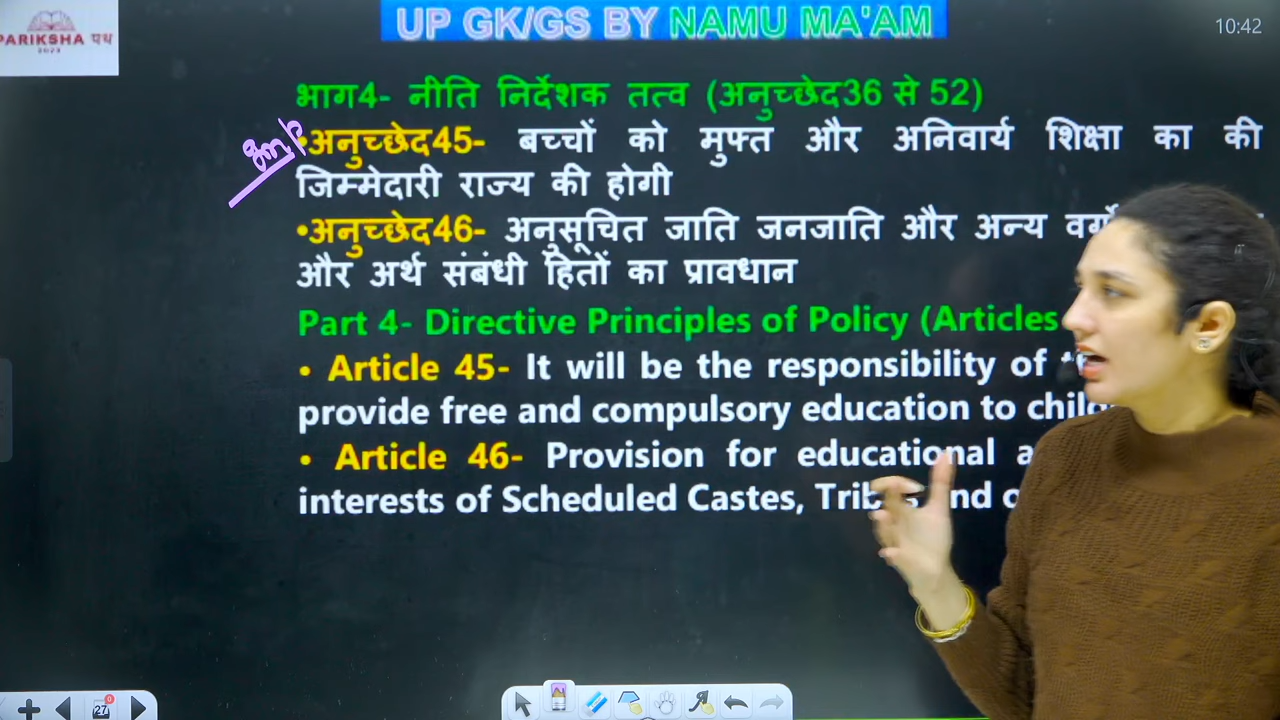 UP GK/GS BY NAMU MA'AM
10:42
PARIKSHA पथ
2023
भाग4- नीति निर्देशक तत्व (अनुच्छेद36 से 52)
Imp
•अनुच्छेद45- बच्चों को मुफ्त और अनिवार्य शिक्षा का की
जिम्मेदारी राज्य की होगी
•अनुच्छेद46- अनुसूचित जाति जनजाति और अन्य
और अर्थ संबंधी हितों का प्रावधान
Part 4- Directive Principles of Policy (Articles
• Article 45- It will be the responsibility of
provide free and compulsory education to
• Article 46- Provision for educational
interests of Scheduled Castes, Tribes and
27